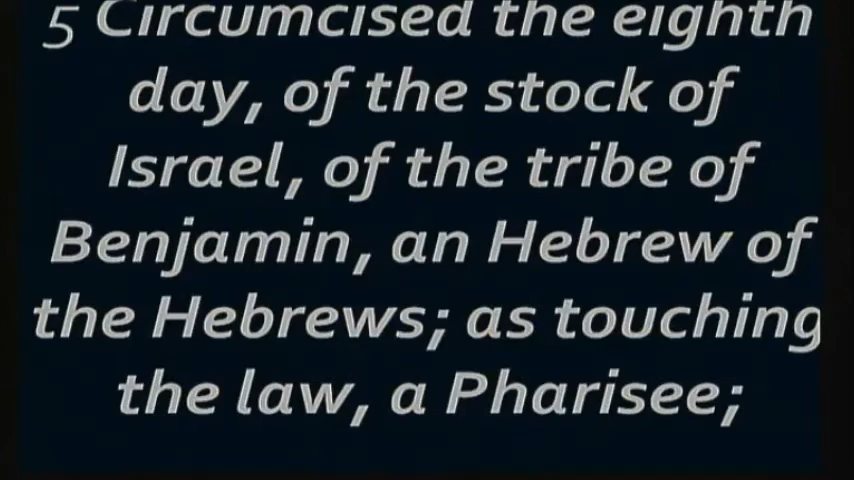 5 Circumcised the eighth
day, of the stock of
Israel, of the tribe of
Benjamin, an Hebrew of
the Hebrews; as touching
the law, a Pharisee;